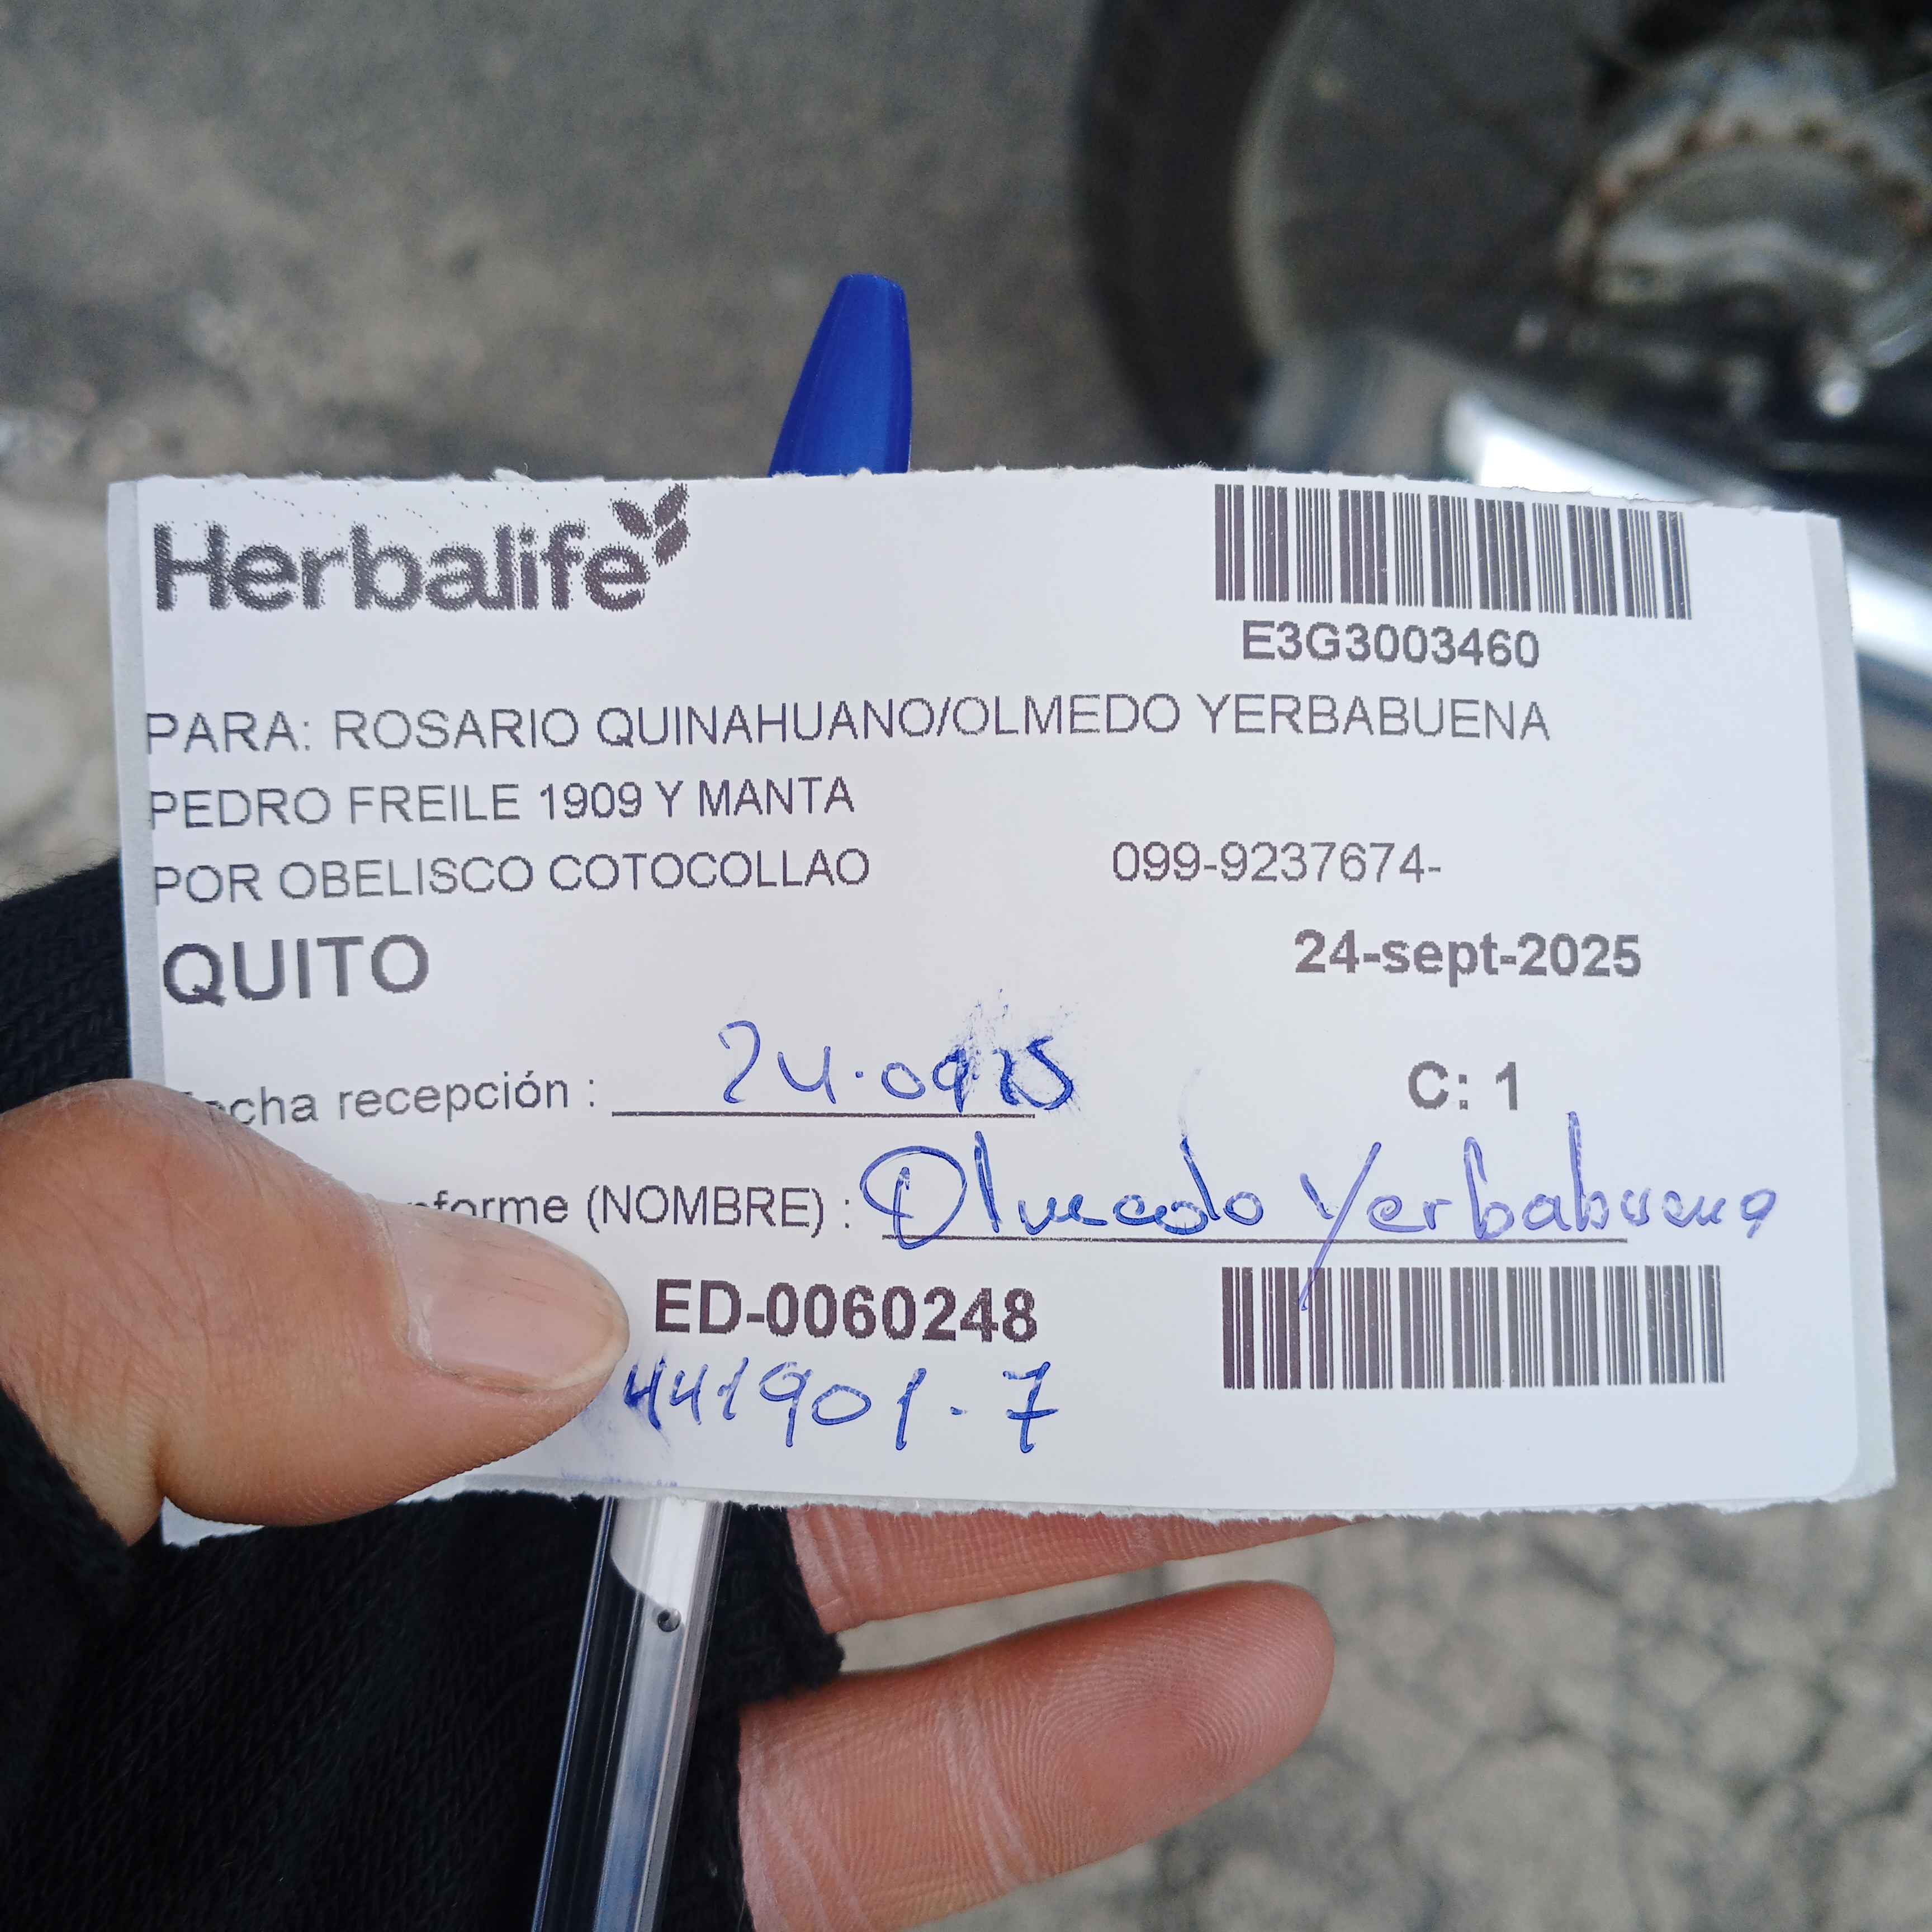 Herbalife
E3G3003460
PARA: ROSARIO QUINAHUANO/OLMEDO YERBABUENA
PEDRO FREILE 1909 Y MANTA
POR OBELISCO COTOCOLLAO 099-9237674-
QUITO 24-sept-2025
echa recepción : 24.09.25 C: 1
nforme (NOMBRE) : Olmedo Yerbabuena
ED-0060248
441901-7